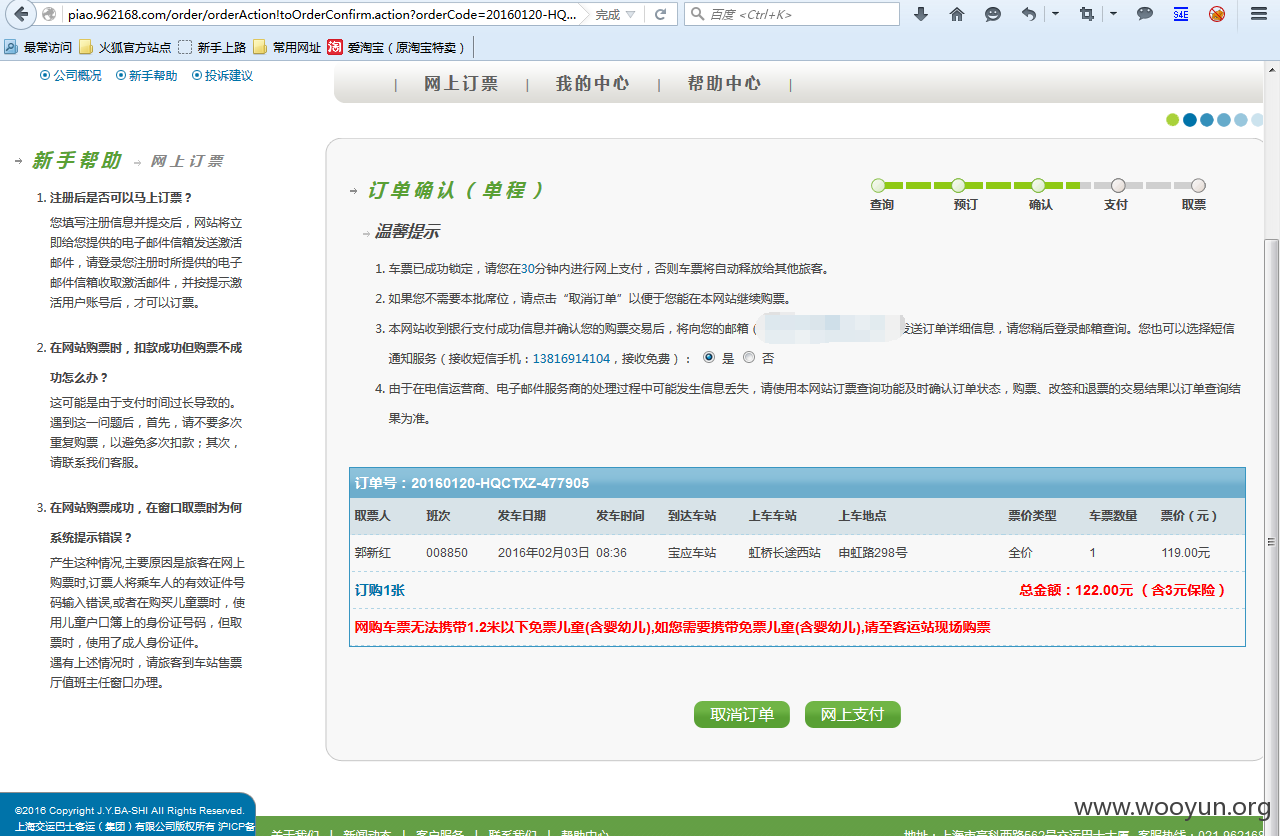 piao.962168.com/order/orderAction!toOrderConfirm.action?orderCode=20160120-HQ... 完成 百度 <Ctrl+K> S4E
最常访问 火狐官方站点 新手上路 常用网址 淘 爱淘宝（原淘宝特卖）
公司概况 新手帮助 投诉建议
| 网上订票 | 我的中心 | 帮助中心 |
新手帮助 网上订票
1. 注册后是否可以马上订票？
您填写注册信息并提交后，网站将立
即给您提供的电子邮件信箱发送激活
邮件，请登录您注册时所提供的电子
邮件信箱收取激活邮件，并按提示激
活用户账号后，才可以订票。
2. 在网站购票时，扣款成功但购票不成
功怎么办？
这可能是由于支付时间过长导致的。
遇到这一问题后，首先，请不要多次
重复购票，以避免多次扣款；其次，
请联系我们客服。
3. 在网站购票成功，在窗口取票时为何
系统提示错误？
产生这种情况,主要原因是旅客在网上
购票时,订票人将乘车人的有效证件号
码输入错误,或者在购买儿童票时，使
用儿童户口簿上的身份证号码，但取
票时，使用了成人身份证件。
遇有上述情况时，请旅客到车站售票
厅值班主任窗口办理。
订单确认（单程）
查询 预订 确认 支付 取票
温馨提示
1. 车票已成功锁定，请您在30分钟内进行网上支付，否则车票将自动释放给其他旅客。
2. 如果您不需要本批席位，请点击“取消订单”以便于您能在本网站继续购票。
3. 本网站收到银行支付成功信息并确认您的购票交易后，将向您的邮箱（ 发送订单详细信息，请您稍后登录邮箱查询。您也可以选择短信
通知服务（接收短信手机：13816914104，接收免费）： 是 否
4. 由于在电信运营商、电子邮件服务商的处理过程中可能发生信息丢失，请使用本网站订票查询功能及时确认订单状态，购票、改签和退票的交易结果以订单查询结
果为准。
订单号：20160120-HQCTXZ-477905
取票人 班次 发车日期 发车时间 到达车站 上车车站 上车地点 票价类型 车票数量 票价（元）
郭新红 008850 2016年02月03日 08:36 宝应车站 虹桥长途西站 申虹路298号 全价 1 119.00元
订购1张 总金额：122.00元 （含3元保险）
网购车票无法携带1.2米以下免票儿童(含婴幼儿),如您需要携带免票儿童(含婴幼儿),请至客运站现场购票
取消订单 网上支付
©2016 Copyright J.Y.BA-SHI All Rights Reserved.
上海交运巴士客运（集团）有限公司版权所有 沪ICP备
关于我们 | 新闻动态 | 客户服务 | 联系我们 | 帮助中心 地址：上海市亭科西路562号交运巴士大厦 客服热线：021-962168
www.wooyun.org